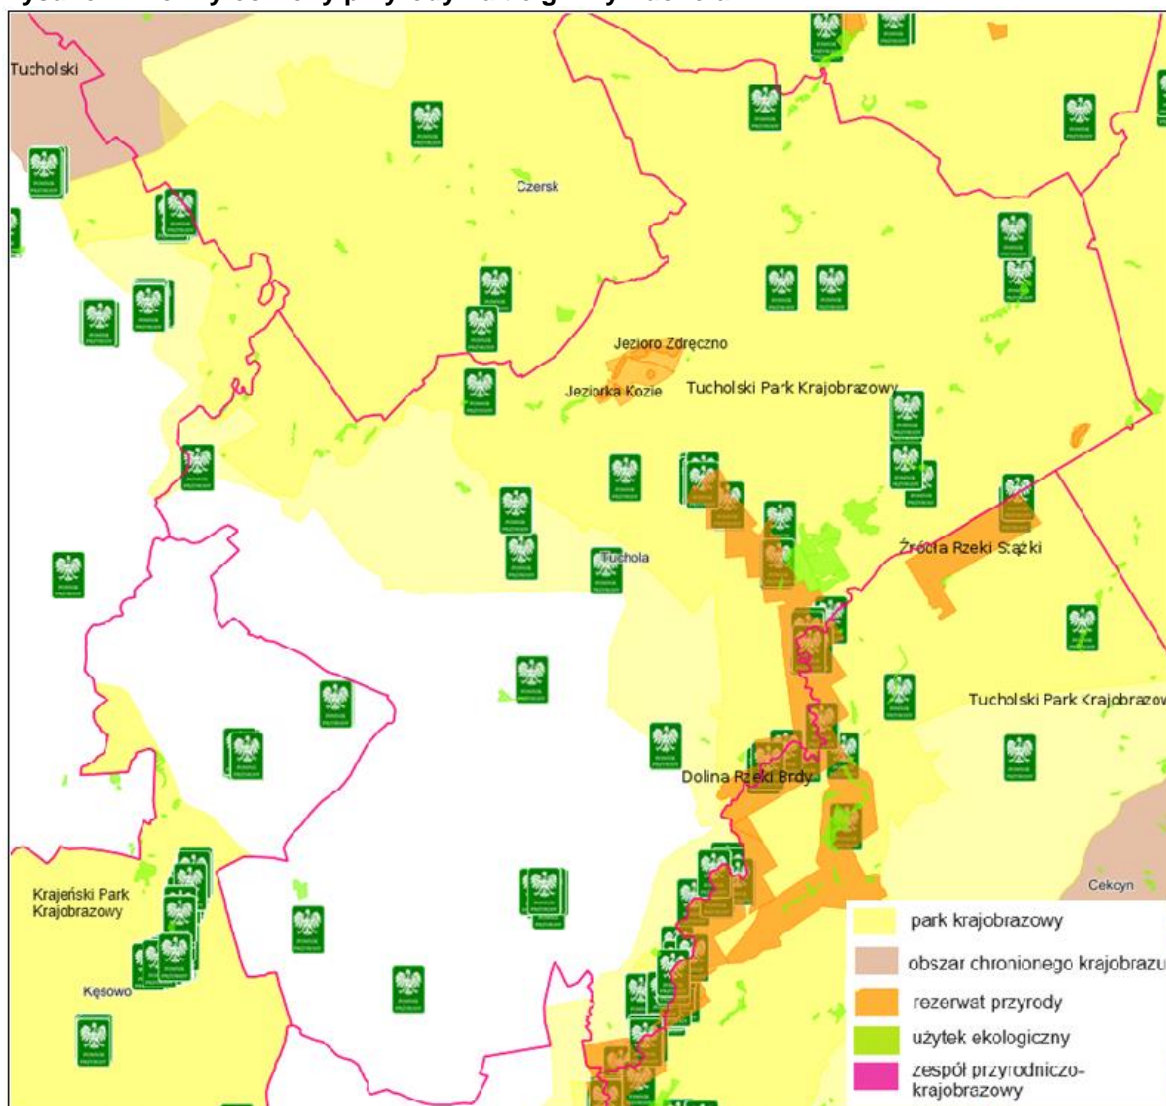 Tucholski
Czersk
Jezioro Zdręczno
Jeziorka Kozie
Tucholski Park Krajobrazowy
Źródła Rzeki Stążki
Tuchola
Tucholski Park Krajobrazow
Dolina Rzeki Brdy
Krajeński Park
Krajobrazowy
Cekcyn
Kęsowo
park krajobrazowy
obszar chronionego krajobrazu
rezerwat przyrody
użytek ekologiczny
zespół przyrodniczo-
krajobrazowy